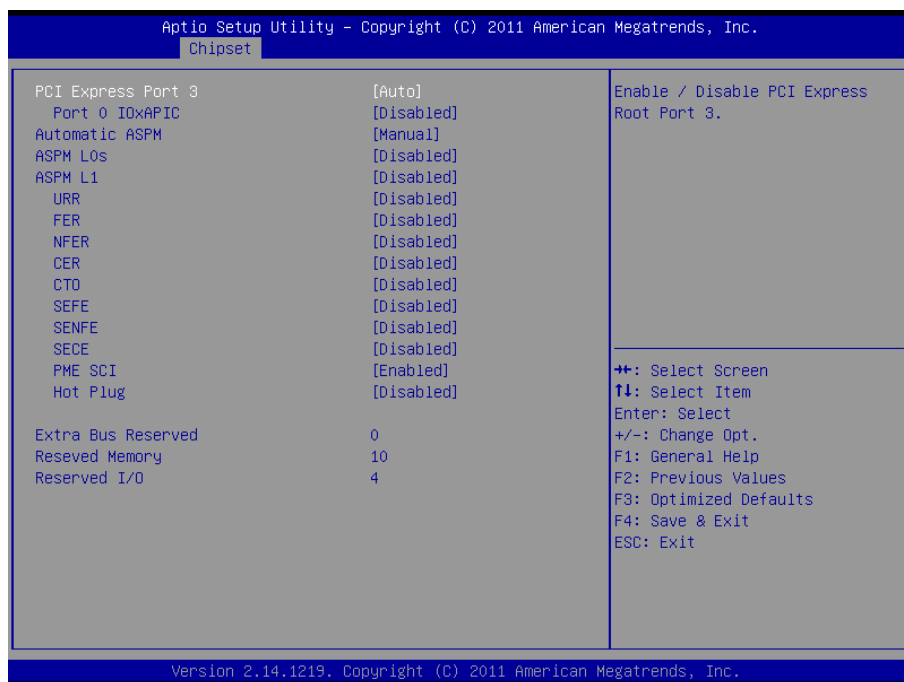 Aptio Setup Utility – Copyright (C) 2011 American Megatrends, Inc.
Chipset
PCI Express Port 3 [Auto]
Port 0 IOxAPIC [Disabled]
Automatic ASPM [Manual]
ASPM L0s [Disabled]
ASPM L1 [Disabled]
URR [Disabled]
FER [Disabled]
NFER [Disabled]
CER [Disabled]
CTO [Disabled]
SEFE [Disabled]
SENFE [Disabled]
SECE [Disabled]
PME SCI [Enabled]
Hot Plug [Disabled]
Extra Bus Reserved 0
Reseved Memory 10
Reserved I/O 4
Enable / Disable PCI Express
Root Port 3.
→←: Select Screen
↑↓: Select Item
Enter: Select
+/-: Change Opt.
F1: General Help
F2: Previous Values
F3: Optimized Defaults
F4: Save & Exit
ESC: Exit
Version 2.14.1219. Copyright (C) 2011 American Megatrends, Inc.